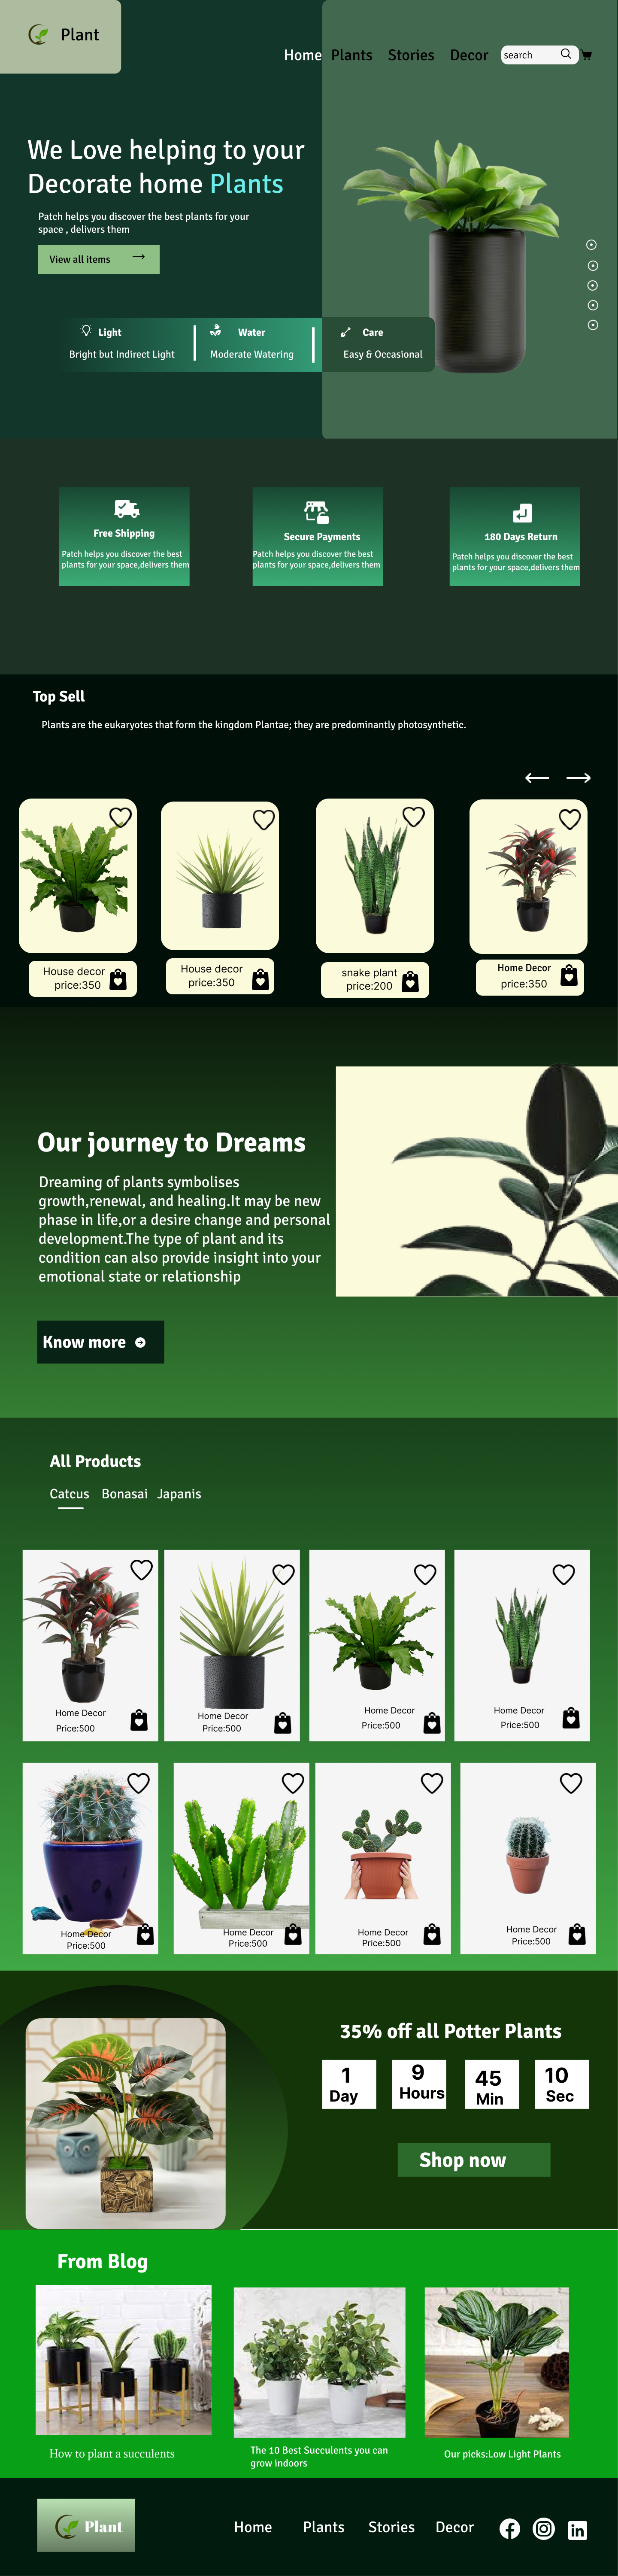 Plant
Home Plants Stories Decor search
We Love helping to your
Decorate home Plants
Patch helps you discover the best plants for your
space , delivers them
View all items
Light
Bright but Indirect Light
Water
Moderate Watering
Care
Easy & Occasional
Free Shipping
Patch helps you discover the best
plants for your space,delivers them
Secure Payments
Patch helps you discover the best
plants for your space,delivers them
180 Days Return
Patch helps you discover the best
plants for your space,delivers them
Top Sell
Plants are the eukaryotes that form the kingdom Plantae; they are predominantly photosynthetic.
House decor
price:350
House decor
price:350
snake plant
price:200
Home Decor
price:350
Our journey to Dreams
Dreaming of plants symbolises
growth,renewal, and healing.It may be new
phase in life,or a desire change and personal
development.The type of plant and its
condition can also provide insight into your
emotional state or relationship
Know more
All Products
Catcus Bonasai Japanis
Home Decor
Price:500
Home Decor
Price:500
Home Decor
Price:500
Home Decor
Price:500
Home Decor
Price:500
Home Decor
Price:500
Home Decor
Price:500
Home Decor
Price:500
35% off all Potter Plants
1
Day
9
Hours
45
Min
10
Sec
Shop now
From Blog
How to plant a succulents
The 10 Best Succulents you can
grow indoors
Our picks:Low Light Plants
Plant
Home Plants Stories Decor